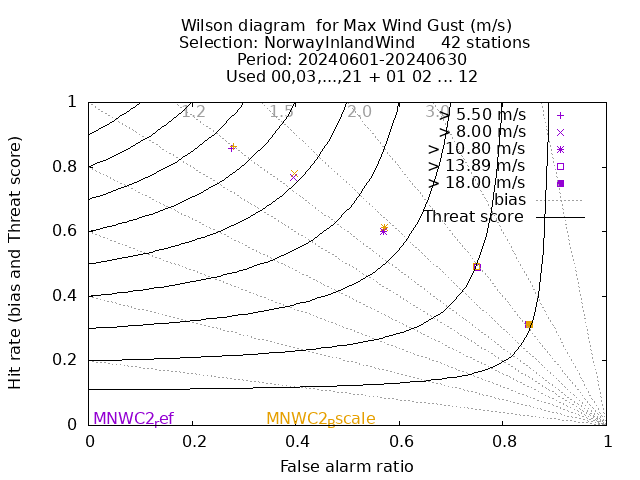 Wilson diagram  for Max Wind Gust (m/s)
Selection: NorwayInlandWind     42 stations
Period: 20240601-20240630
Used 00,03,...,21 + 01 02 ... 12
1.2 1.5 2.0 3.0
> 5.50 m/s
> 8.00 m/s
> 10.80 m/s
> 13.89 m/s
> 18.00 m/s
bias
Threat score
Hit rate (bias and Threat score)
1
0.8
0.6
0.4
0.2
0
MNWC2ref MNWC2Bscale
0 0.2 0.4 0.6 0.8 1
False alarm ratio